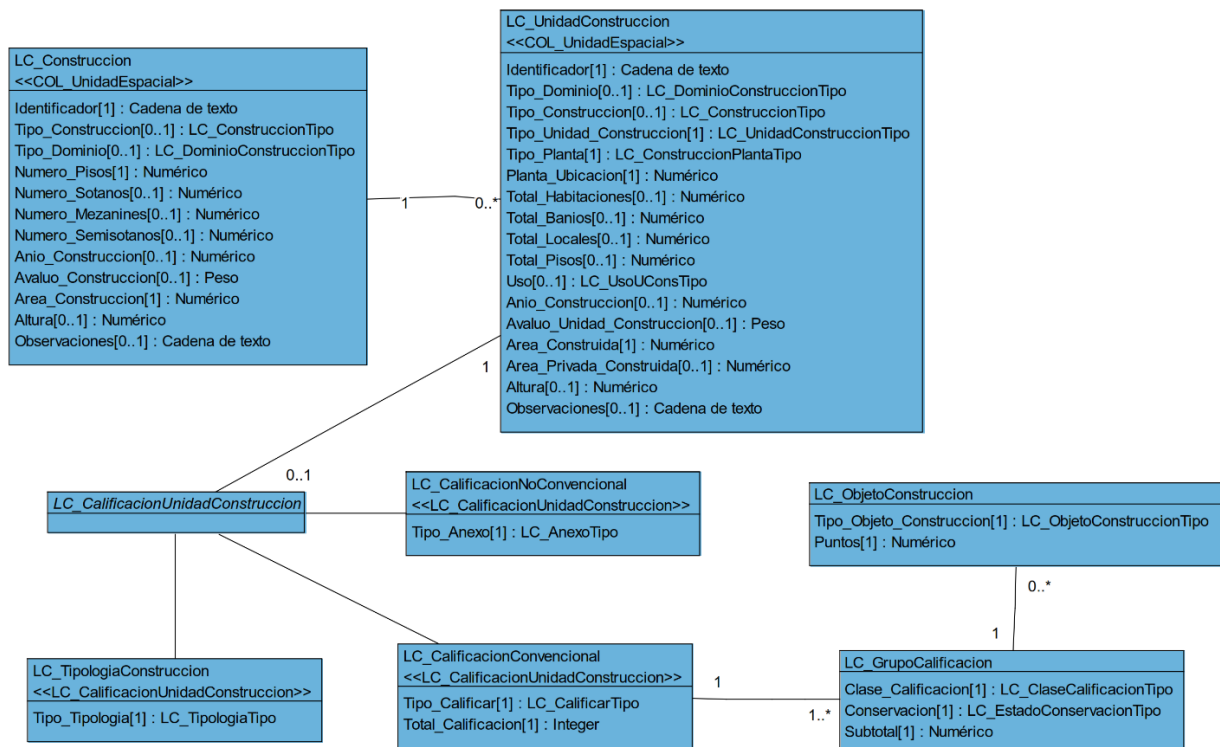 LC_Construccion
<<COL_UnidadEspacial>>
Identificador[1] : Cadena de texto
Tipo_Construccion[0..1] : LC_ConstruccionTipo
Tipo_Dominio[0..1] : LC_DominioConstruccionTipo
Numero_Pisos[1] : Numérico
Numero_Sotanos[0..1] : Numérico
Numero_Mezanines[0..1] : Numérico
Numero_Semisotanos[0..1] : Numérico
Anio_Construccion[0..1] : Numérico
Avaluo_Construccion[0..1] : Peso
Area_Construccion[1] : Numérico
Altura[0..1] : Numérico
Observaciones[0..1] : Cadena de texto
1
0..*
LC_UnidadConstruccion
<<COL_UnidadEspacial>>
Identificador[1] : Cadena de texto
Tipo_Dominio[0..1] : LC_DominioConstruccionTipo
Tipo_Construccion[0..1] : LC_ConstruccionTipo
Tipo_Unidad_Construccion[1] : LC_UnidadConstruccionTipo
Tipo_Planta[1] : LC_ConstruccionPlantaTipo
Planta_Ubicacion[1] : Numérico
Total_Habitaciones[0..1] : Numérico
Total_Banios[0..1] : Numérico
Total_Locales[0..1] : Numérico
Total_Pisos[0..1] : Numérico
Uso[0..1] : LC_UsoUConsTipo
Anio_Construccion[0..1] : Numérico
Avaluo_Unidad_Construccion[0..1] : Peso
Area_Construida[1] : Numérico
Area_Privada_Construida[0..1] : Numérico
Altura[0..1] : Numérico
Observaciones[0..1] : Cadena de texto
1
0..1
LC_CalificacionUnidadConstruccion
LC_CalificacionNoConvencional
<<LC_CalificacionUnidadConstruccion>>
Tipo_Anexo[1] : LC_AnexoTipo
LC_ObjetoConstruccion
Tipo_Objeto_Construccion[1] : LC_ObjetoConstruccionTipo
Puntos[1] : Numérico
0..*
1
LC_TipologiaConstruccion
<<LC_CalificacionUnidadConstruccion>>
Tipo_Tipologia[1] : LC_TipologiaTipo
LC_CalificacionConvencional
<<LC_CalificacionUnidadConstruccion>>
Tipo_Calificar[1] : LC_CalificarTipo
Total_Calificacion[1] : Integer
1
1..*
LC_GrupoCalificacion
Clase_Calificacion[1] : LC_ClaseCalificacionTipo
Conservacion[1] : LC_EstadoConservacionTipo
Subtotal[1] : Numérico